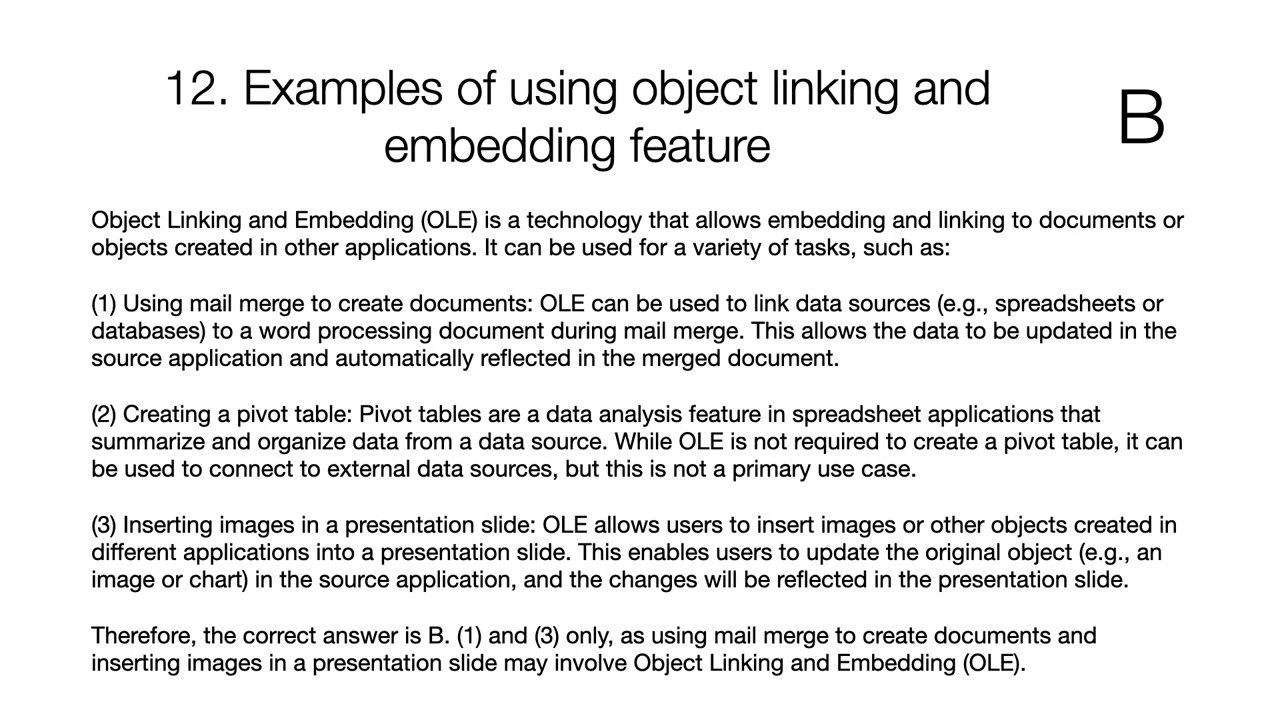 12. Examples of using object linking and
embedding feature
B
Object Linking and Embedding (OLE) is a technology that allows embedding and linking to documents or
objects created in other applications. It can be used for a variety of tasks, such as:
(1) Using mail merge to create documents: OLE can be used to link data sources (e.g., spreadsheets or
databases) to a word processing document during mail merge. This allows the data to be updated in the
source application and automatically reflected in the merged document.
(2) Creating a pivot table: Pivot tables are a data analysis feature in spreadsheet applications that
summarize and organize data from a data source. While OLE is not required to create a pivot table, it can
be used to connect to external data sources, but this is not a primary use case.
(3) Inserting images in a presentation slide: OLE allows users to insert images or other objects created in
different applications into a presentation slide. This enables users to update the original object (e.g., an
image or chart) in the source application, and the changes will be reflected in the presentation slide.
Therefore, the correct answer is B. (1) and (3) only, as using mail merge to create documents and
inserting images in a presentation slide may involve Object Linking and Embedding (OLE).